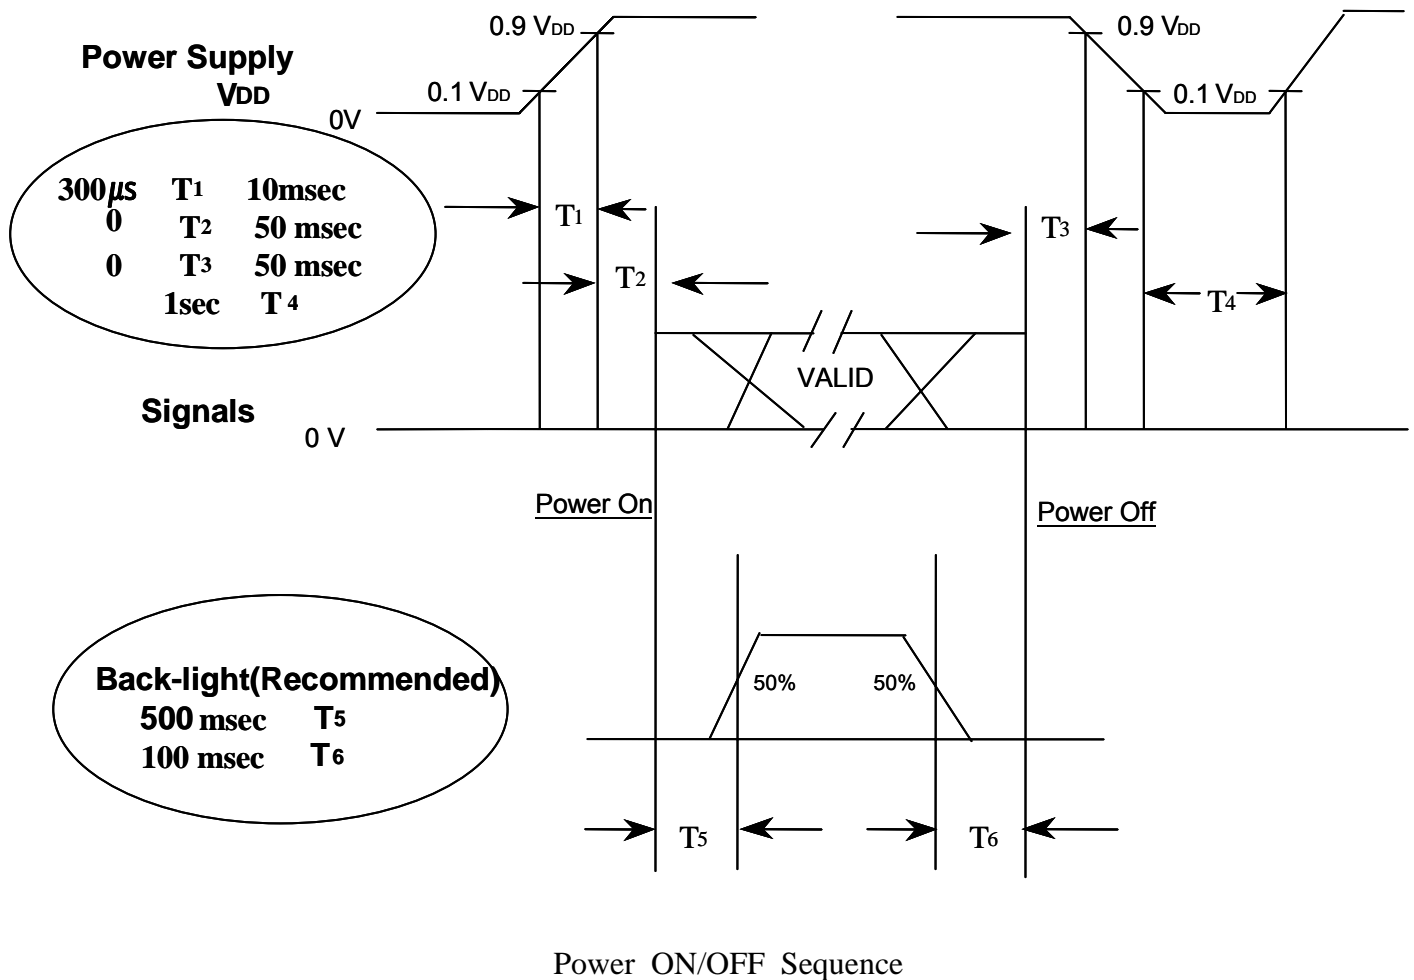 0.9 VDD
0.9 VDD
Power Supply
VDD
0.1 VDD
0.1 VDD
0V
300μs T1 10msec
0 T2 50 msec
0 T3 50 msec
1sec T4
T1
T2
T3
T4
VALID
Signals
0 V
Power On
Power Off
Back-light(Recommended)
500 msec T5
100 msec T6
50%
50%
T5
T6
Power ON/OFF Sequence